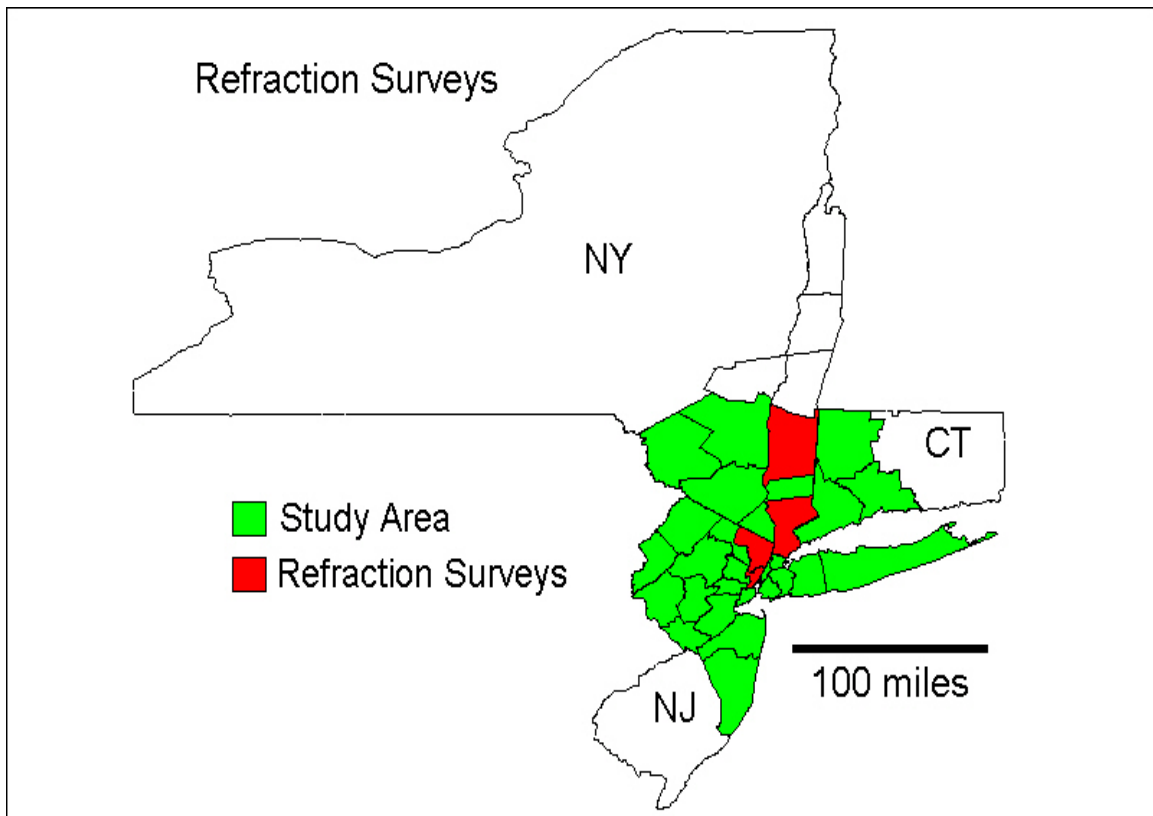 Refraction Surveys
NY
CT
Study Area
Refraction Surveys
100 miles
NJ